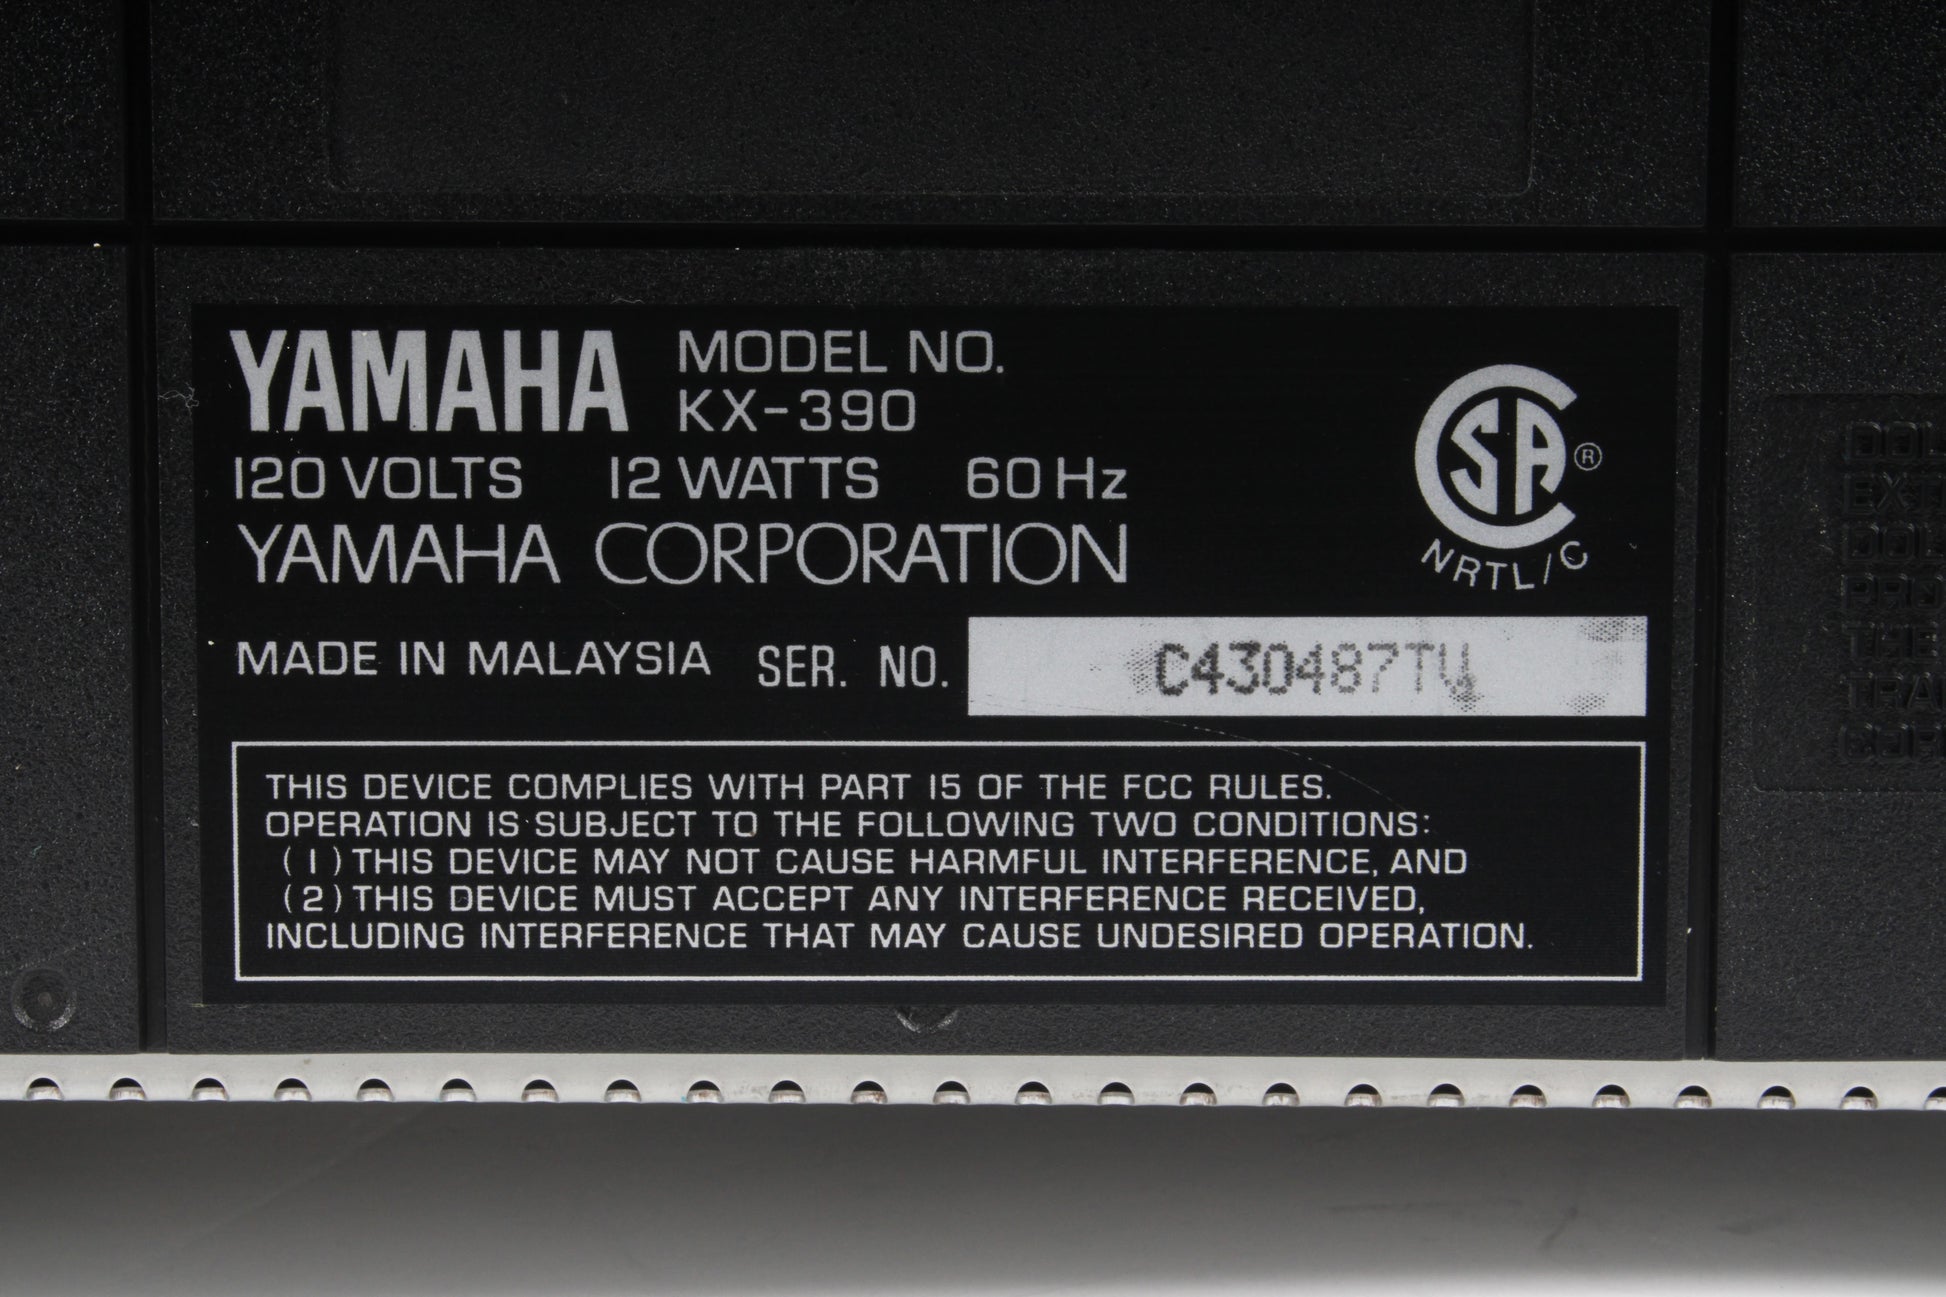 YAMAHA MODEL NO.
KX-390
120 VOLTS 12 WATTS 60 Hz
YAMAHA CORPORATION
SA ®
NRTL/C
MADE IN MALAYSIA SER. NO. C430487TV
THIS DEVICE COMPLIES WITH PART 15 OF THE FCC RULES.
OPERATION IS SUBJECT TO THE FOLLOWING TWO CONDITIONS:
(1) THIS DEVICE MAY NOT CAUSE HARMFUL INTERFERENCE, AND
(2) THIS DEVICE MUST ACCEPT ANY INTERFERENCE RECEIVED,
INCLUDING INTERFERENCE THAT MAY CAUSE UNDESIRED OPERATION.
THE